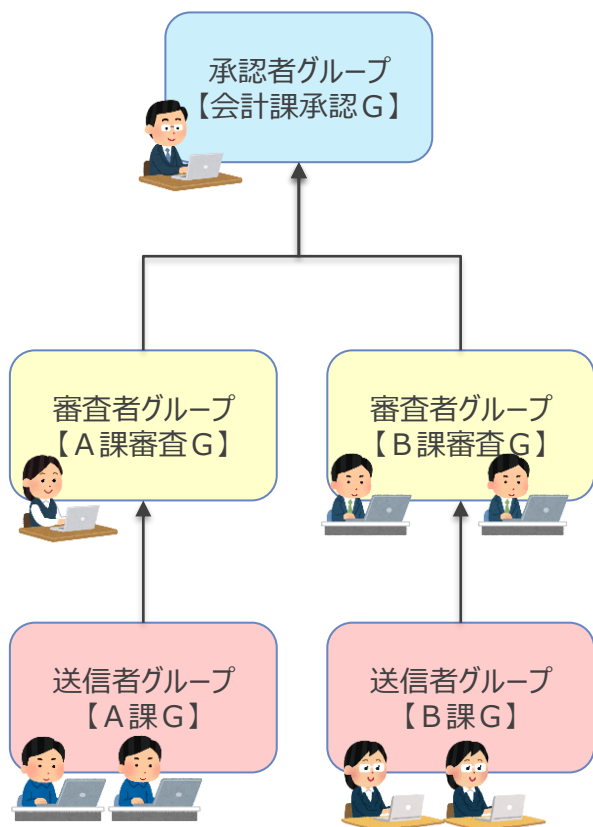 承認者グループ
【会計課承認Ｇ】
審査者グループ
【Ａ課審査Ｇ】
審査者グループ
【Ｂ課審査Ｇ】
送信者グループ
【Ａ課Ｇ】
送信者グループ
【Ｂ課Ｇ】